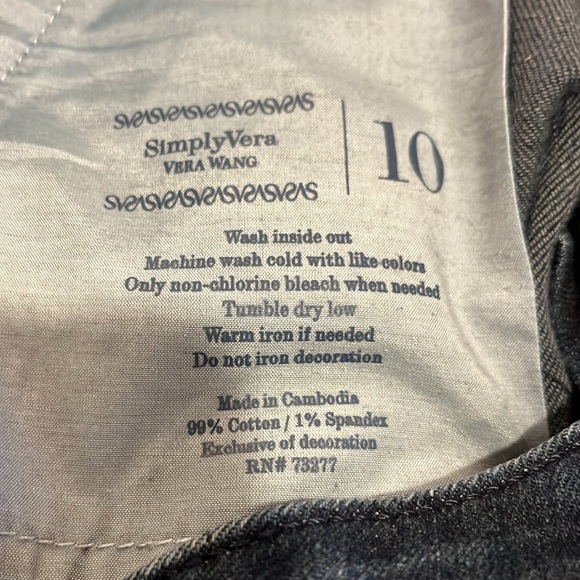 SimplyVera
VERA WANG
10
Wash inside out
Machine wash cold with like colors
Only non-chlorine bleach when needed
Tumble dry low
Warm iron if needed
Do not iron decoration
Made in Cambodia
99% Cotton / 1% Spandex
Exclusive of decoration
RN# 73277